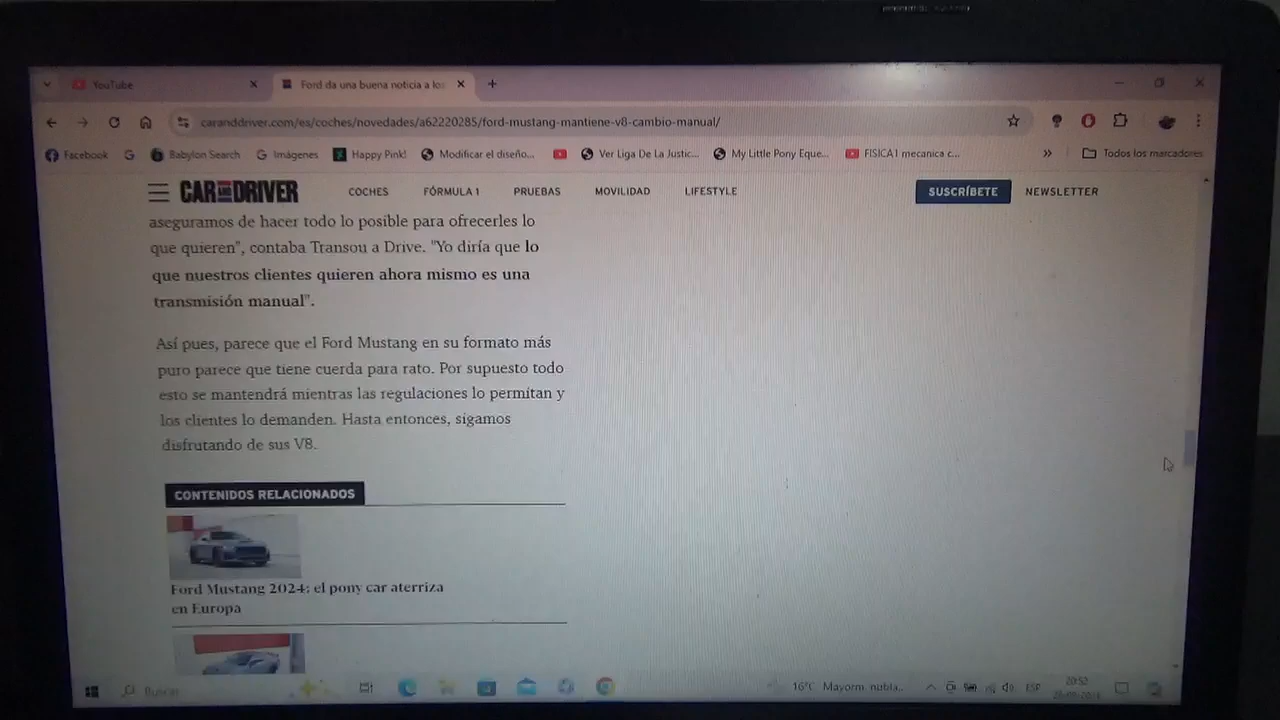 YouTube
Ford da una buena noticia a los
caranddriver.com/es/coches/novedades/a62220285/ford-mustang-mantiene-v8-cambio-manual/
Facebook
Babylon Search
Imágenes
Happy Pink!
Modificar el diseño...
Ver Liga De La Justic...
My Little Pony Eque...
FISICA I mecanica c...
»
Todos los marcadores
CAR AND DRIVER
COCHES
FÓRMULA 1
PRUEBAS
MOVILIDAD
LIFESTYLE
SUSCRÍBETE
NEWSLETTER
aseguramos de hacer todo lo posible para ofrecerles lo
que quieren", contaba Transou a Drive. "Yo diría que lo
que nuestros clientes quieren ahora mismo es una
transmisión manual".
Así pues, parece que el Ford Mustang en su formato más
puro parece que tiene cuerda para rato. Por supuesto todo
esto se mantendrá mientras las regulaciones lo permitan y
los clientes lo demanden. Hasta entonces, sigamos
disfrutando de sus V8.
CONTENIDOS RELACIONADOS
Ford Mustang 2024: el pony car aterriza
en Europa
Buscar
16°C Mayorm. nubla...
ESP
20:52